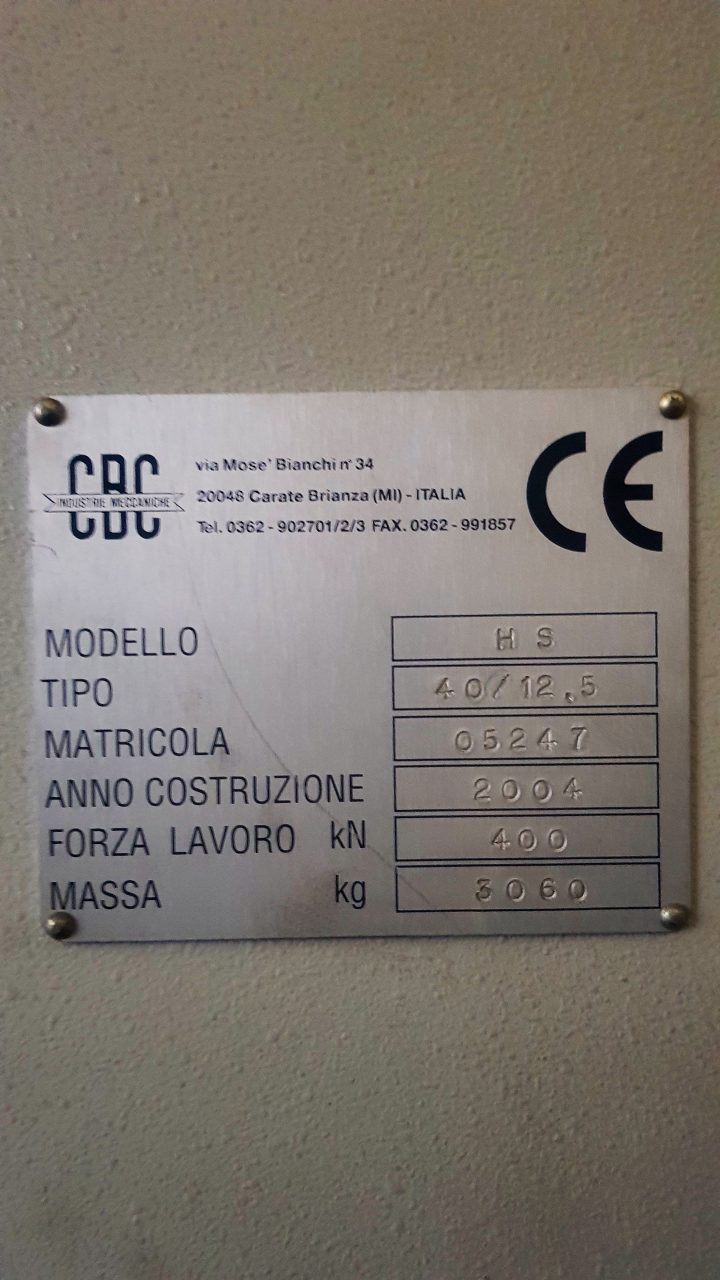 CBC
INDUSTRIE MECCANICHE
CBC
via Mose' Bianchi n° 34
20048 Carate Brianza (MI) - ITALIA
Tel. 0362 - 902701/2/3 FAX. 0362 - 991857
CE
MODELLO HS
TIPO 40/12,5
MATRICOLA 05247
ANNO COSTRUZIONE 2004
FORZA LAVORO kN 400
MASSA kg 3060